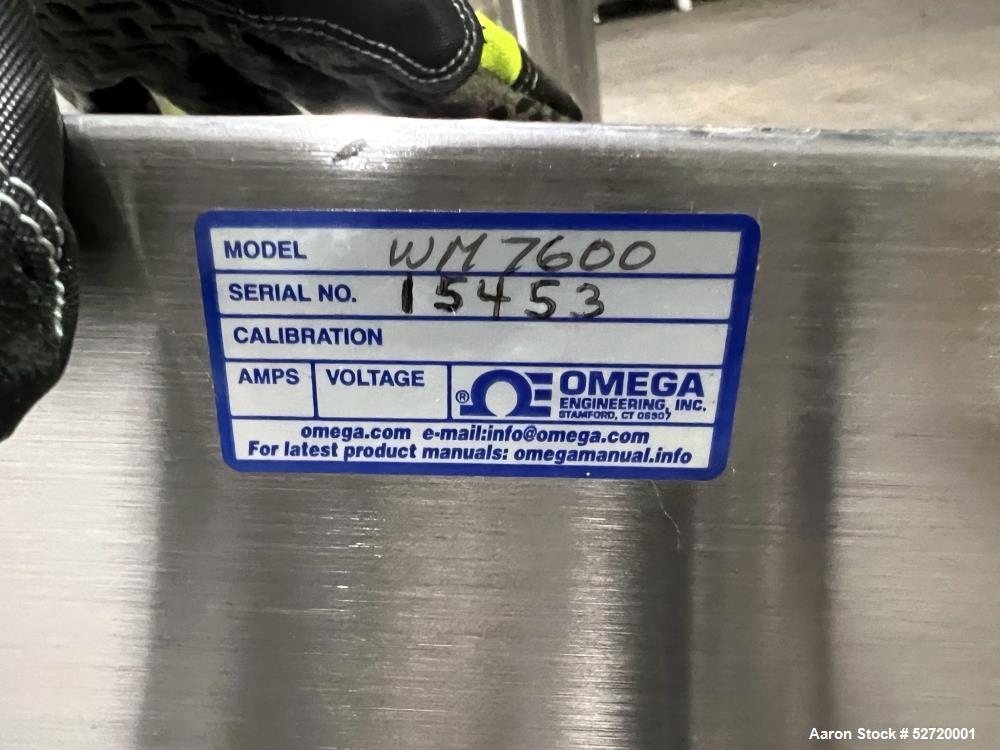 MODEL WM7600
SERIAL NO. 15453
CALIBRATION
AMPS VOLTAGE ® OMEGA
ENGINEERING, INC.
STAMFORD, CT 06907
omega.com e-mail:info@omega.com
For latest product manuals: omegamanual.info
Aaron Stock # 52720001